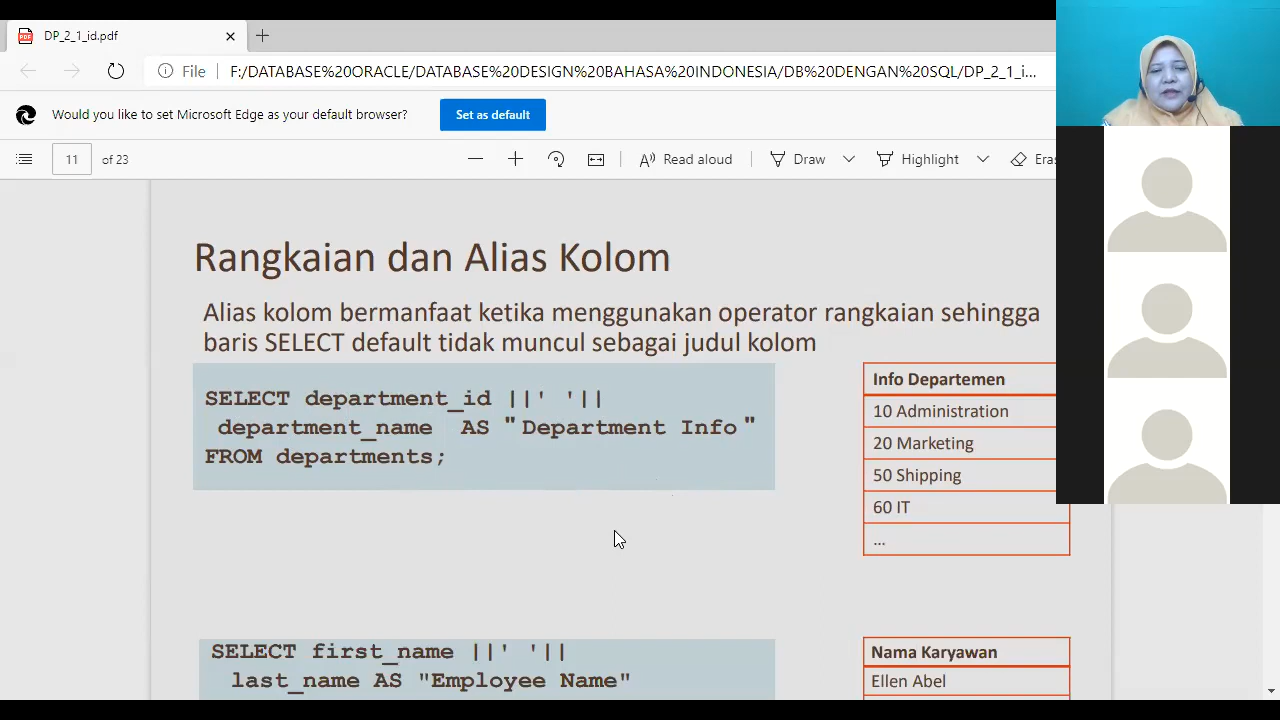 DP_2_1_id.pdf
File F:/DATABASE%20ORACLE/DATABASE%20DESIGN%20BAHASA%20INDONESIA/DB%20DENGAN%20SQL/DP_2_1_i...
Would you like to set Microsoft Edge as your default browser? Set as default
11 of 23 Read aloud Draw Highlight Eras
Rangkaian dan Alias Kolom
Alias kolom bermanfaat ketika menggunakan operator rangkaian sehingga
baris SELECT default tidak muncul sebagai judul kolom
SELECT department_id ||' '||
department_name AS "Department Info"
FROM departments;
Info Departemen
10 Administration
20 Marketing
50 Shipping
60 IT
...
SELECT first_name ||' '||
last_name AS "Employee Name"
Nama Karyawan
Ellen Abel